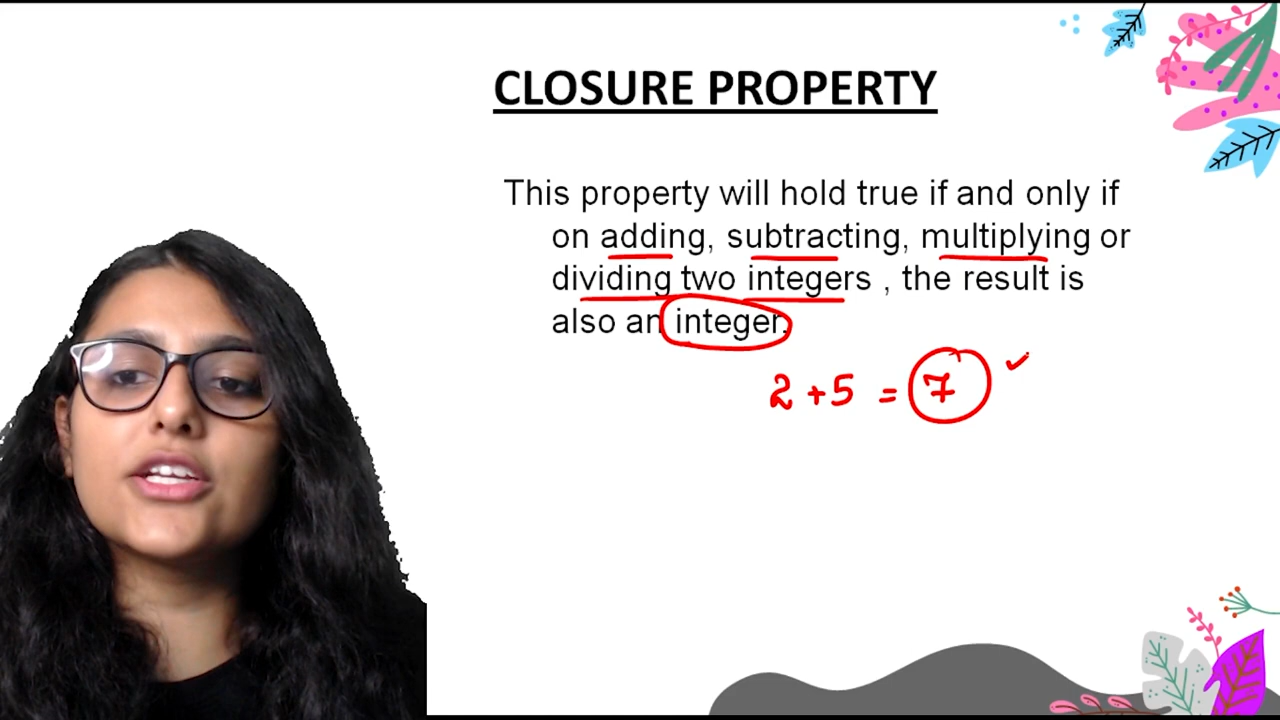 CLOSURE PROPERTY
This property will hold true if and only if
on adding, subtracting, multiplying or
dividing two integers , the result is
also an integer.
2 + 5 = 7 ✓